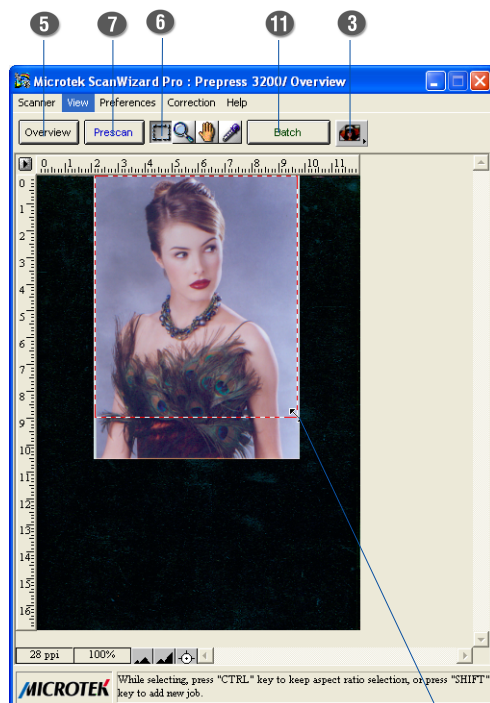 5 7 6 11 3
Microtek ScanWizard Pro : Prepress 3200/ Overview
Scanner View Preferences Correction Help
Overview Prescan Batch
0 1 2 3 4 5 6 7 8 9 10 11
0
1
2
3
4
5
6
7
8
9
10
11
12
13
14
15
16
28 ppi 100%
MICROTEK While selecting, press "CTRL" key to keep aspect ratio selection, or press "SHIFT"
key to add new job.